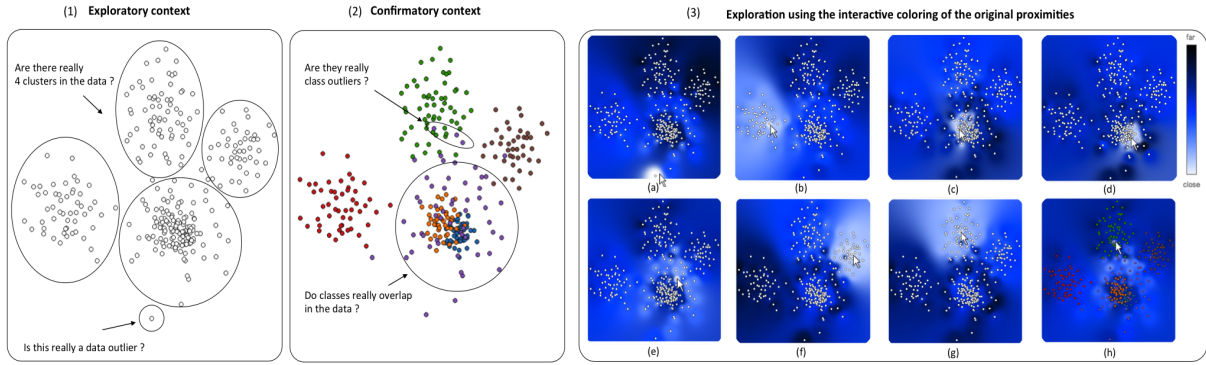 (1) Exploratory context
Are there really
4 clusters in the data ?
Is this really a data outlier ?
(2) Confirmatory context
Are they really
class outliers ?
Do classes really overlap
in the data ?
(3) Exploration using the interactive coloring of the original proximities
(a)
(b)
(c)
(d)
far
close
(e)
(f)
(g)
(h)